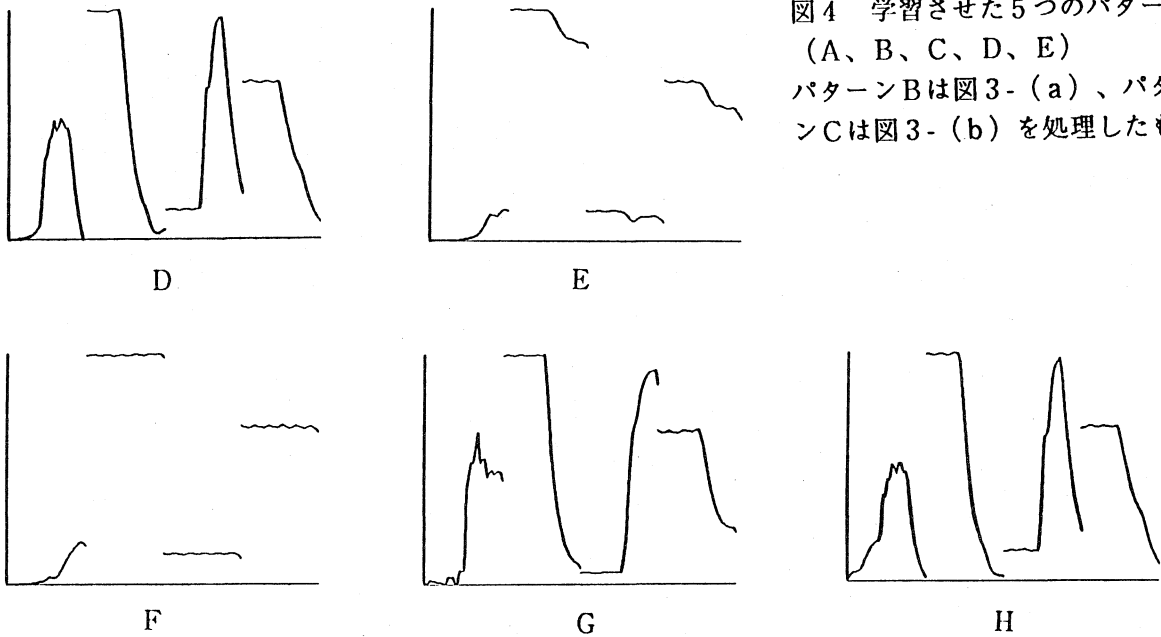 図4 学習させた5つのパター
(A、B、C、D、E)
パターンBは図3-(a)、パタ
ンCは図3-(b)を処理した
D
E
F
G
H